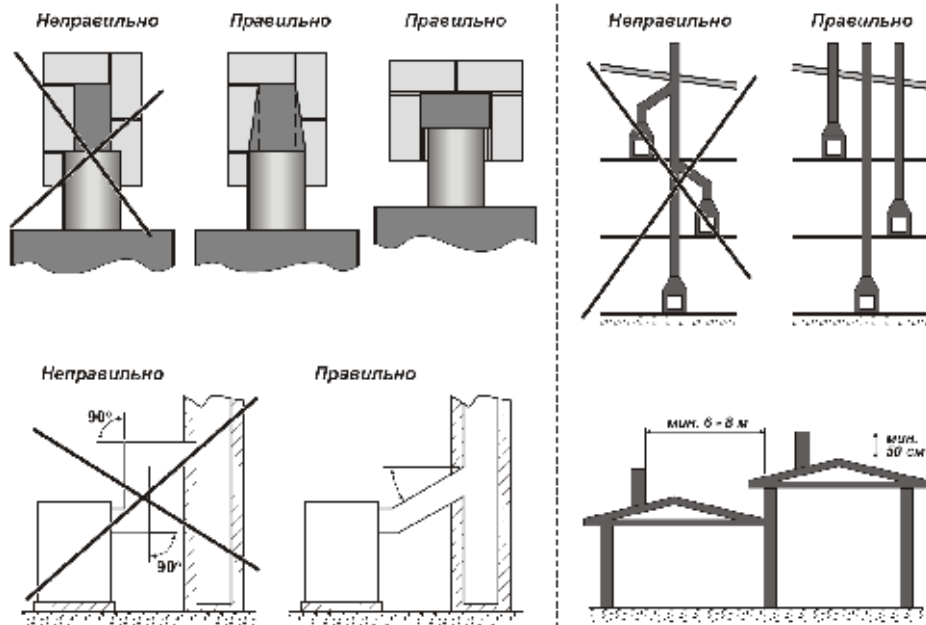 Неправильно Правильно Правильно
Неправильно Правильно
Неправильно Правильно
90°
90°
мин. 6 - 8 м
мин.
50 см